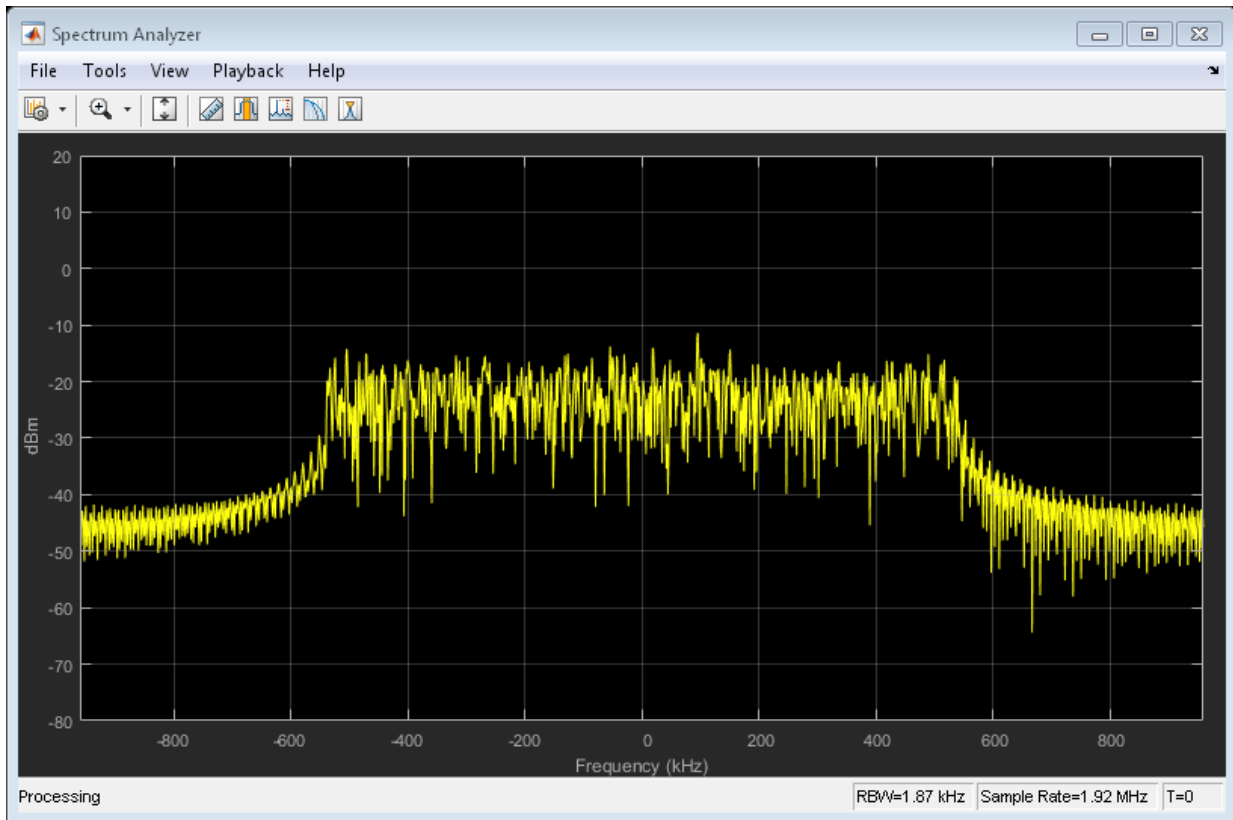 Spectrum Analyzer
File Tools View Playback Help
20
10
0
-10
-20
-30
-40
-50
-60
-70
-80
dBm
-800 -600 -400 -200 0 200 400 600 800
Frequency (kHz)
Processing RBW=1.87 kHz Sample Rate=1.92 MHz T=0